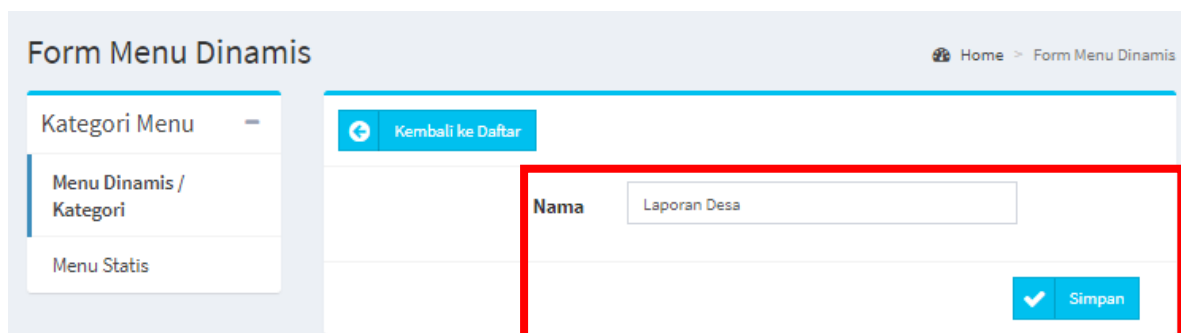 Form Menu Dinamis
Home > Form Menu Dinamis
Kategori Menu
Menu Dinamis /
Kategori
Menu Statis
Kembali ke Daftar
Nama
Laporan Desa
Simpan